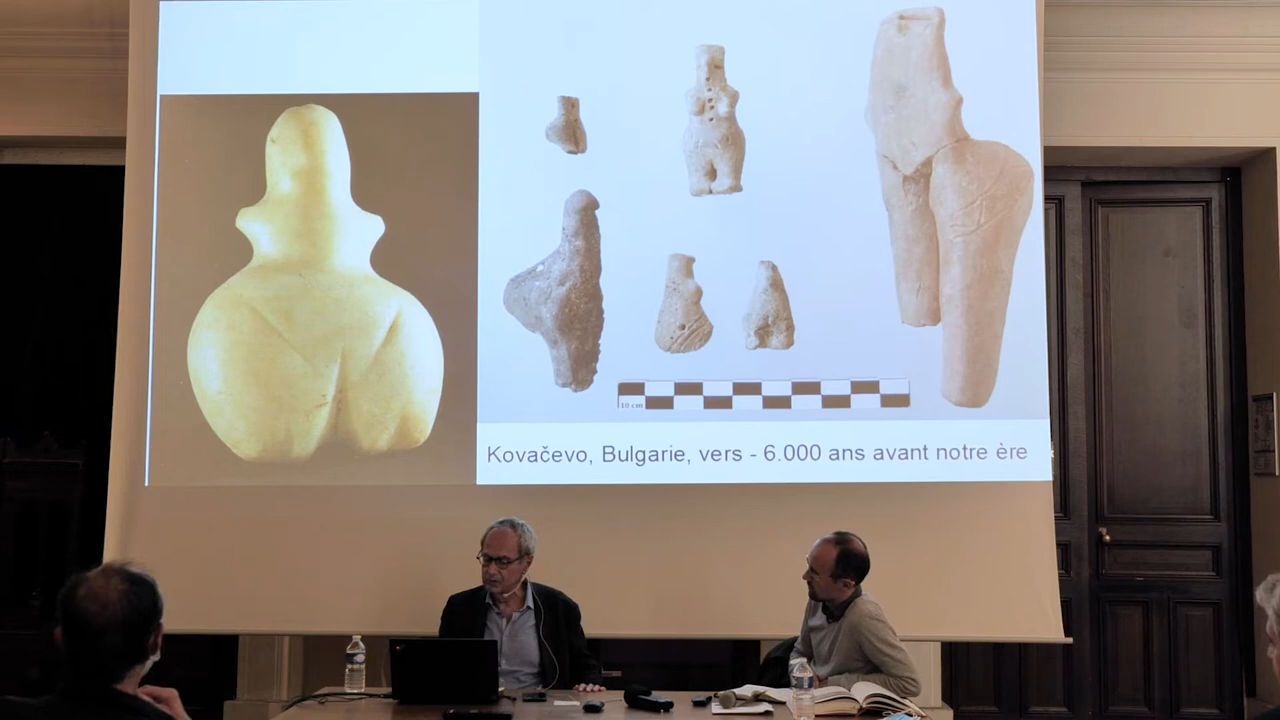 10 cm
Kovačevo, Bulgarie, vers - 6.000 ans avant notre ère